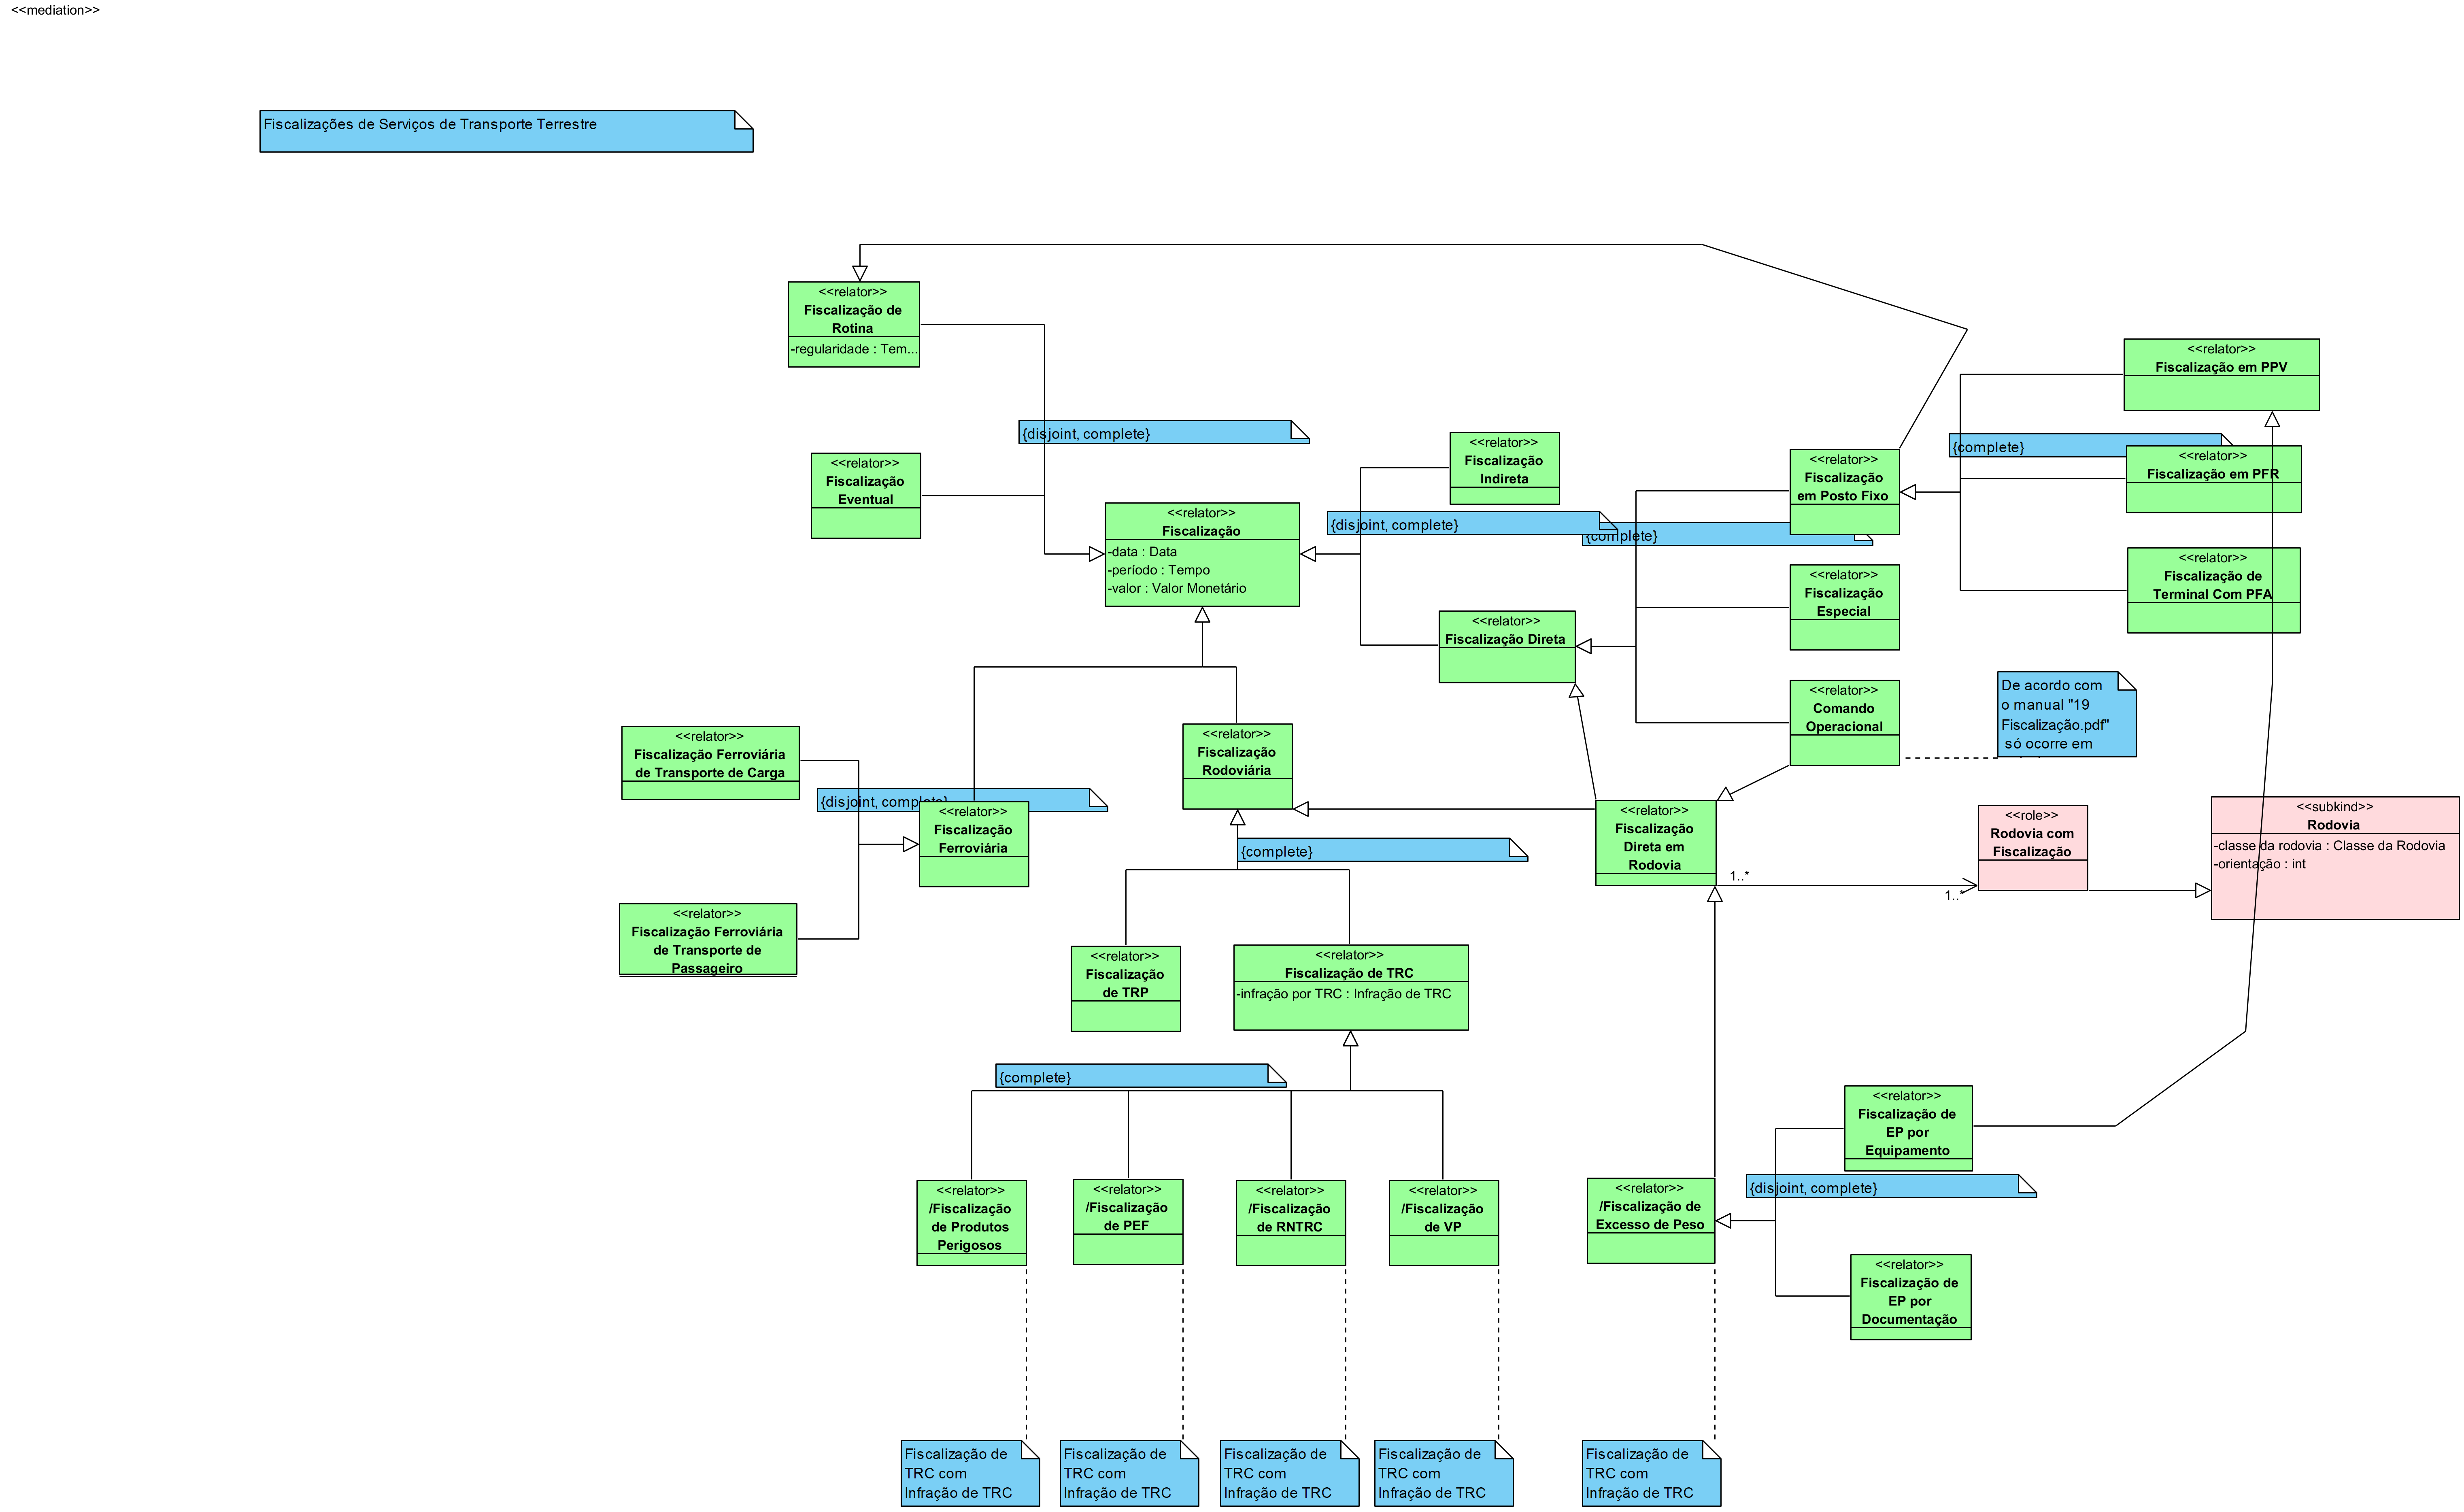 <<mediation>>
Fiscalizações de Serviços de Transporte Terrestre
<<relator>>
Fiscalização de
Rotina
-regularidade : Tem...
<<relator>>
Fiscalização em PPV
{disjoint, complete}
<<relator>>
Fiscalização
Indireta
{complete}
<<relator>>
Fiscalização em PFR
<<relator>>
Fiscalização
Eventual
<<relator>>
Fiscalização
em Posto Fixo
<<relator>>
Fiscalização
-data : Data
-período : Tempo
-valor : Valor Monetário
{disjoint, complete}
{complete}
<<relator>>
Fiscalização de
Terminal Com PFA
<<relator>>
Fiscalização
Especial
<<relator>>
Fiscalização Direta
<<relator>>
Comando
Operacional
De acordo com
o manual "19
Fiscalização.pdf"
só ocorre em
<<relator>>
Fiscalização Ferroviária
de Transporte de Carga
<<relator>>
Fiscalização
Rodoviária
{disjoint, complete}
<<relator>>
Fiscalização
Ferroviária
<<relator>>
Fiscalização
Direta em
Rodovia
<<role>>
Rodovia com
Fiscalização
<<subkind>>
Rodovia
-classe da rodovia : Classe da Rodovia
-orientação : int
{complete}
1..*
1..*
<<relator>>
Fiscalização Ferroviária
de Transporte de
Passageiro
<<relator>>
Fiscalização
de TRP
<<relator>>
Fiscalização de TRC
-infração por TRC : Infração de TRC
{complete}
<<relator>>
Fiscalização de
EP por
Equipamento
<<relator>>
/Fiscalização
de Produtos
Perigosos
<<relator>>
/Fiscalização
de PEF
<<relator>>
/Fiscalização
de RNTRC
<<relator>>
/Fiscalização
de VP
<<relator>>
/Fiscalização de
Excesso de Peso
{disjoint, complete}
<<relator>>
Fiscalização de
EP por
Documentação
Fiscalização de
TRC com
Infração de TRC
Fiscalização de
TRC com
Infração de TRC
Fiscalização de
TRC com
Infração de TRC
Fiscalização de
TRC com
Infração de TRC
Fiscalização de
TRC com
Infração de TRC